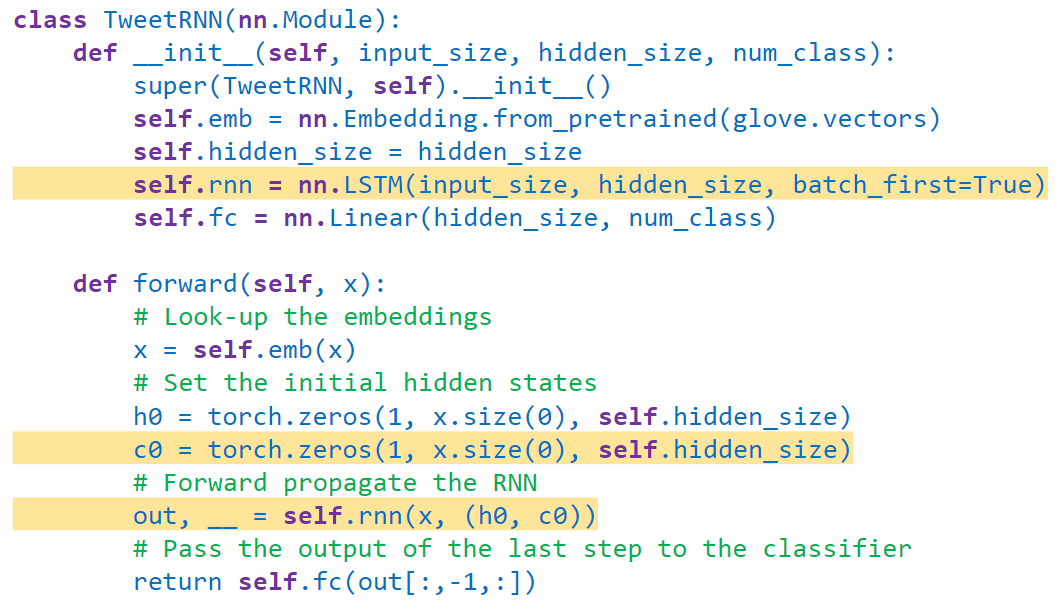 class TweetRNN(nn.Module):
    def __init__(self, input_size, hidden_size, num_class):
        super(TweetRNN, self).__init__()
        self.emb = nn.Embedding.from_pretrained(glove.vectors)
        self.hidden_size = hidden_size
        self.rnn = nn.LSTM(input_size, hidden_size, batch_first=True)
        self.fc = nn.Linear(hidden_size, num_class)
    def forward(self, x):
        # Look-up the embeddings
        x = self.emb(x)
        # Set the initial hidden states
        h0 = torch.zeros(1, x.size(0), self.hidden_size)
        c0 = torch.zeros(1, x.size(0), self.hidden_size)
        # Forward propagate the RNN
        out, __ = self.rnn(x, (h0, c0))
        # Pass the output of the last step to the classifier
        return self.fc(out[:,-1,:])